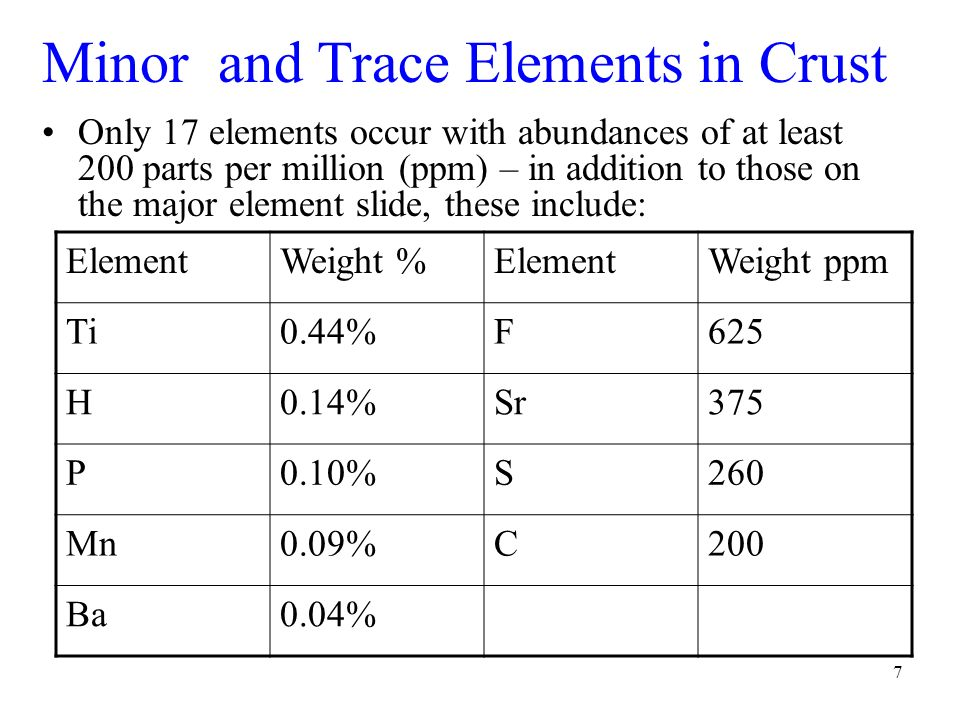 Minor and Trace Elements in Crust
• Only 17 elements occur with abundances of at least
200 parts per million (ppm) – in addition to those on
the major element slide, these include:
Element Weight % Element Weight ppm
Ti 0.44% F 625
H 0.14% Sr 375
P 0.10% S 260
Mn 0.09% C 200
Ba 0.04%
7